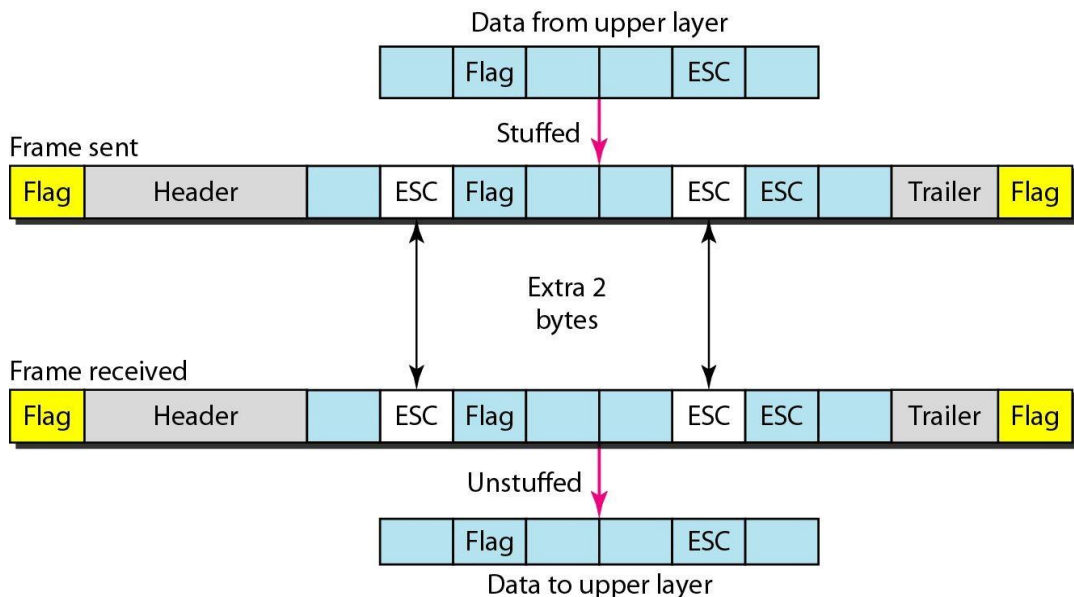 Data from upper layer
Flag ESC
Stuffed
Frame sent
Flag Header ESC Flag ESC ESC Trailer Flag
Extra 2
bytes
Frame received
Flag Header ESC Flag ESC ESC Trailer Flag
Unstuffed
Flag ESC
Data to upper layer